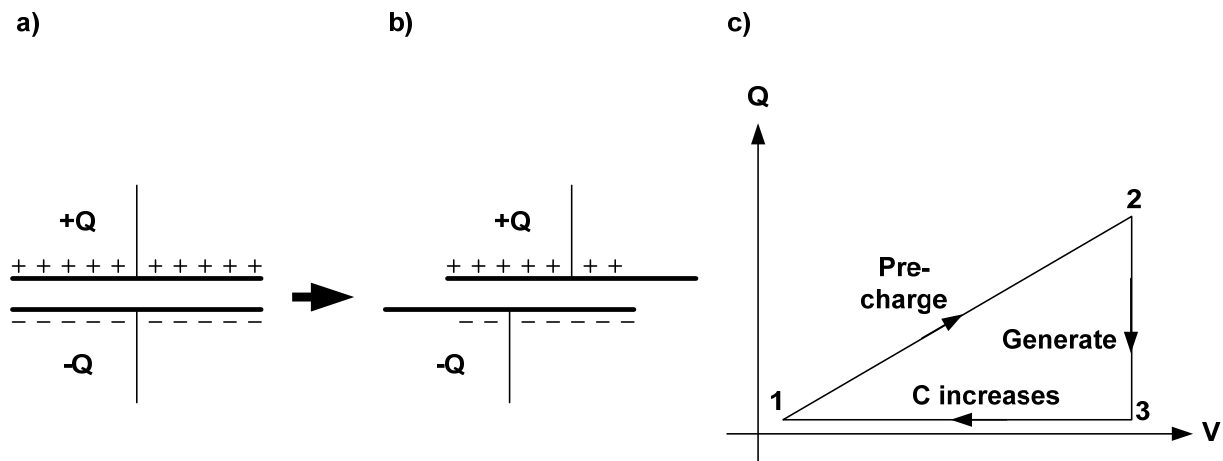 a)
+Q
+ + + + + + + + + +
− − − − − − − − − −
-Q
b)
+Q
+ + + + + + +
− − − − − − −
-Q
c)
Q
2
Pre-
charge
Generate
1
C increases
3
V